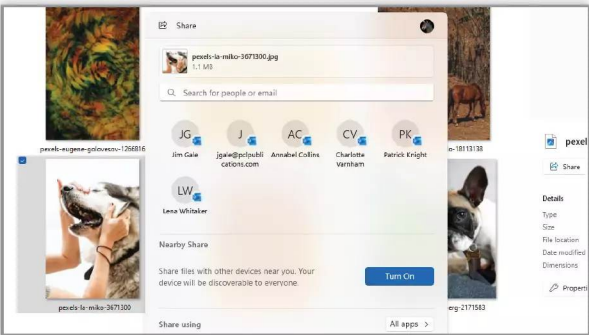 Share
pexels-la-miko-3671300.jpg
1.1 MB
Search for people or email
JG
J
AC
CV
PK
Jim Gale
jgale@pclpubli
cations.com
Annabel Collins
Charlotte
Varnham
Patrick Knight
LW
Lena Whitaker
Nearby Share
Share files with other devices near you. Your
device will be discoverable to everyone.
Turn On
Share using
All apps >
pexels-eugene-golovesov-1266816
o-18113138
pexels-la-miko-3671300
erg-2171583
pexel
Share
Details
Type
Size
File location
Date modified
Dimensions
Properti